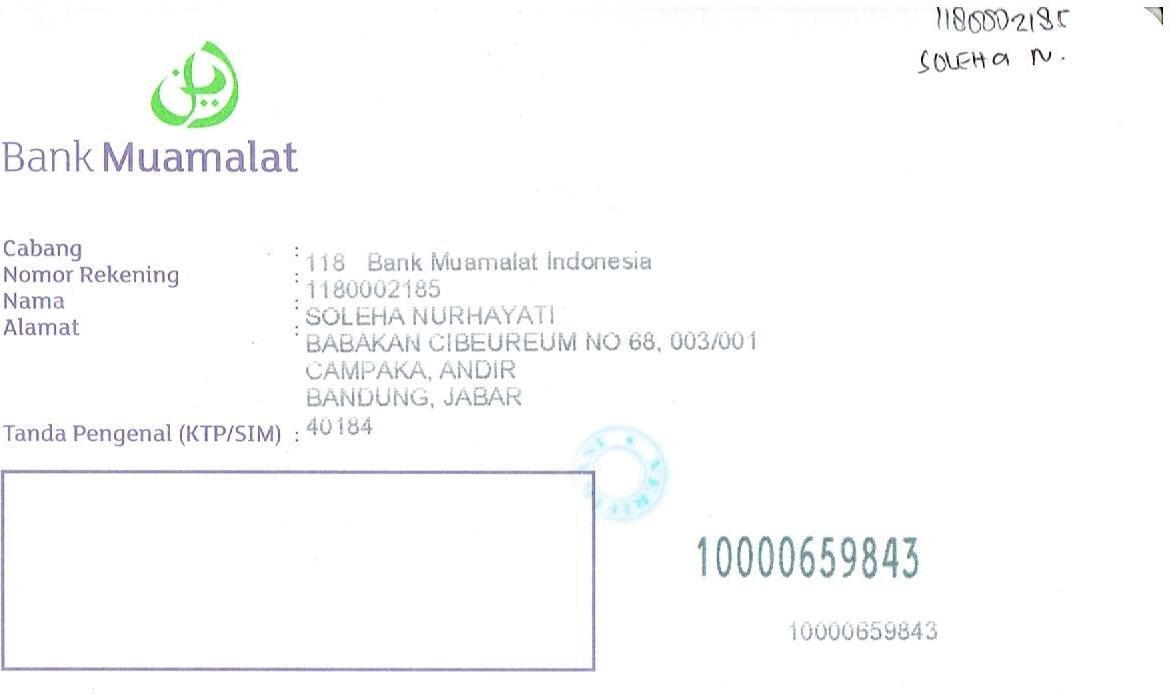 1180002185
SOLEHA N.
Bank Muamalat
Cabang : 118 Bank Muamalat Indonesia
Nomor Rekening : 1180002185
Nama : SOLEHA NURHAYATI
Alamat : BABAKAN CIBEUREUM NO 68, 003/001
CAMPAKA, ANDIR
BANDUNG, JABAR
Tanda Pengenal (KTP/SIM) : 40184
10000659843
10000659843